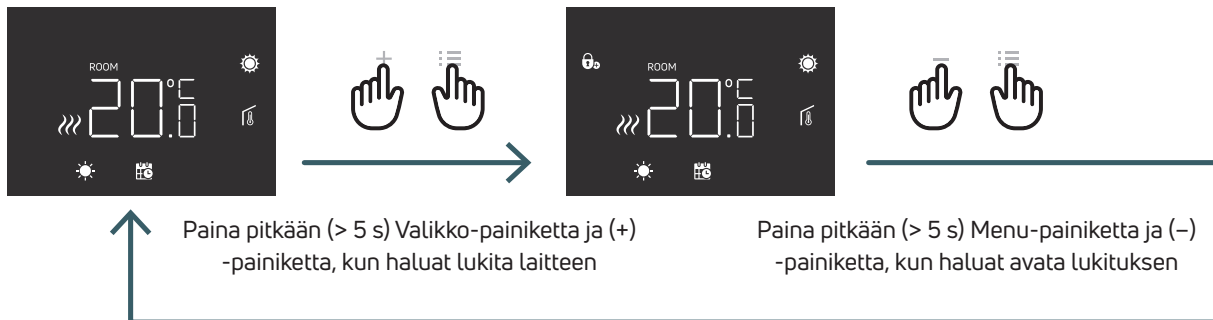 ROOM
20.0°C
ROOM
20.0°C
Paina pitkään (> 5 s) Valikko-painiketta ja (+)
-painiketta, kun haluat lukita laitteen
Paina pitkään (> 5 s) Menu-painiketta ja (–)
-painiketta, kun haluat avata lukituksen